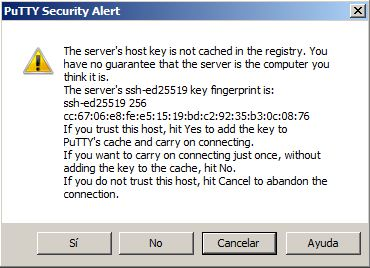 PuTTY Security Alert
The server's host key is not cached in the registry. You
have no guarantee that the server is the computer you
think it is.
The server's ssh-ed25519 key fingerprint is:
ssh-ed25519 256
cc:67:06:e8:fe:e5:15:19:bd:c2:92:35:b3:0c:08:76
If you trust this host, hit Yes to add the key to
PuTTY's cache and carry on connecting.
If you want to carry on connecting just once, without
adding the key to the cache, hit No.
If you do not trust this host, hit Cancel to abandon the
connection.
Sí No Cancelar Ayuda